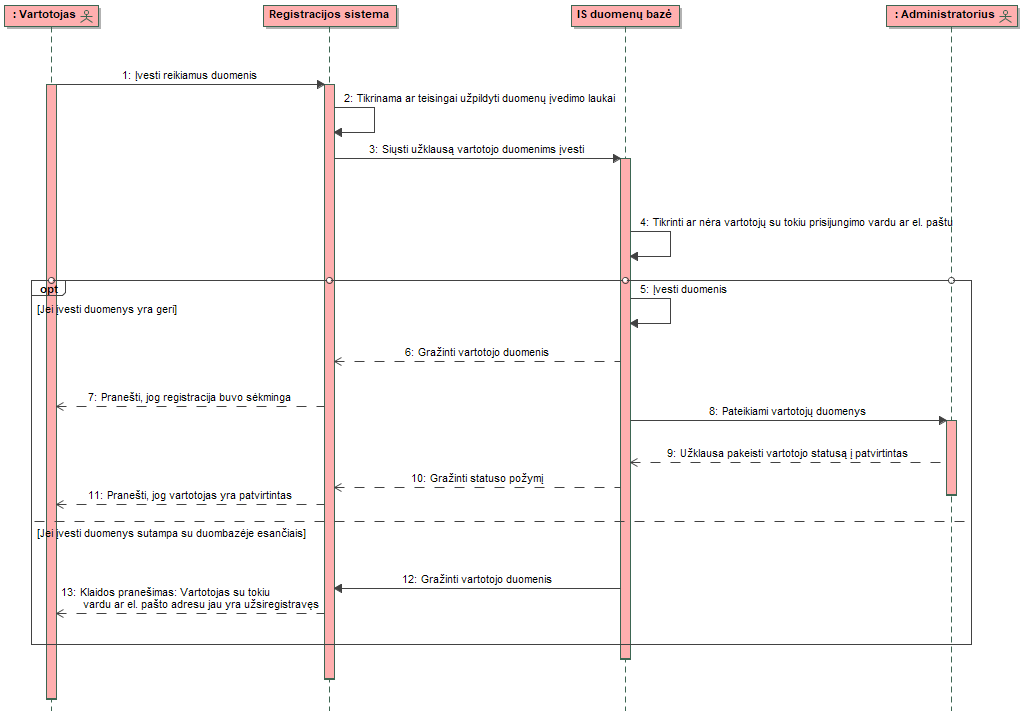 : Vartotojas
Registracijos sistema
IS duomenų bazė
: Administratorius
1: Įvesti reikiamus duomenis
2: Tikrinama ar teisingai užpildyti duomenų įvedimo laukai
3: Siųsti užklausą vartotojo duomenims įvesti
4: Tikrinti ar nėra vartotojų su tokiu prisijungimo vardu ar el. paštu
opt
5: Įvesti duomenis
[Jei įvesti duomenys yra geri]
6: Gražinti vartotojo duomenis
7: Pranešti, jog registracija buvo sėkminga
8: Pateikiami vartotojų duomenys
9: Užklausa pakeisti vartotojo statusą į patvirtintas
10: Gražinti statuso požymį
11: Pranešti, jog vartotojas yra patvirtintas
[Jei įvesti duomenys sutampa su duombazėje esančiais]
12: Gražinti vartotojo duomenis
13: Klaidos pranešimas: Vartotojas su tokiu
vardu ar el. pašto adresu jau yra užsiregistravęs